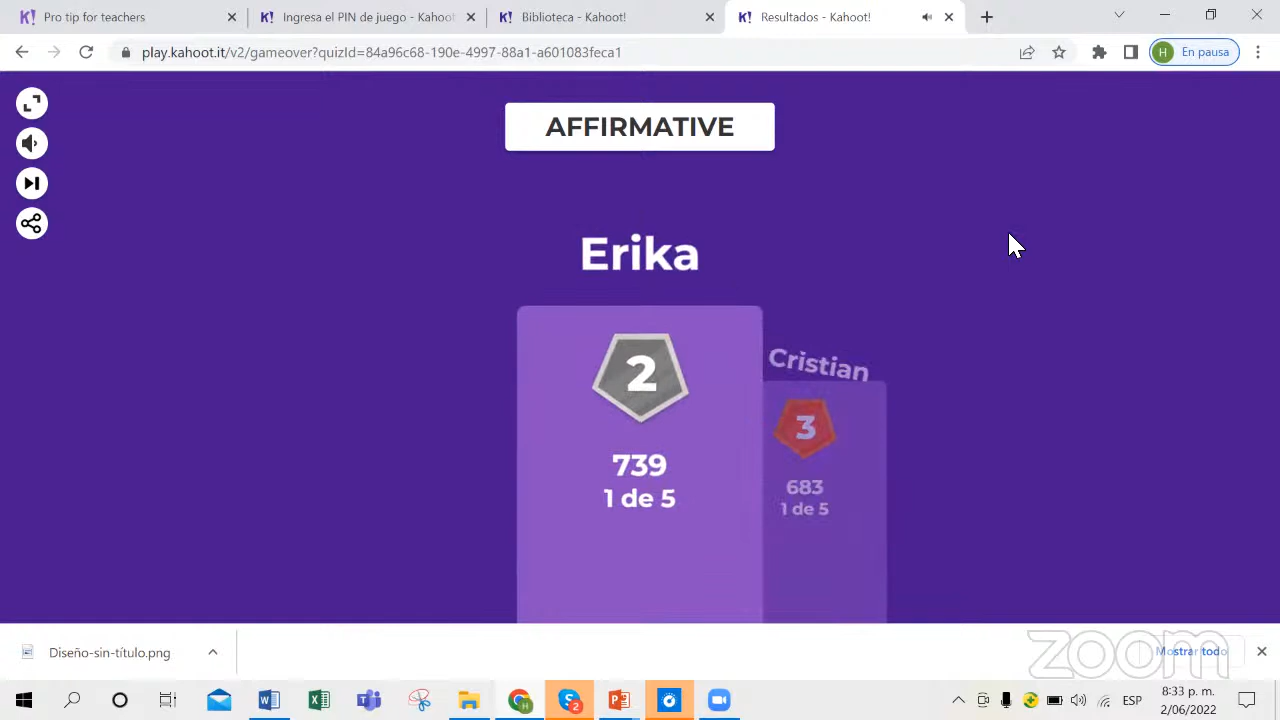 Pro tip for teachers
Ingresa el PIN de juego - Kahoot
Biblioteca - Kahoot!
Resultados - Kahoot!
play.kahoot.it/v2/gameover?quizId=84a96c68-190e-4997-88a1-a601083feca1
H
En pausa
AFFIRMATIVE
Erika
2
739
1 de 5
Cristian
3
683
1 de 5
Diseño-sin-título.png
Mostrar todo
zoom
2
ESP
8:33 p. m.
2/06/2022